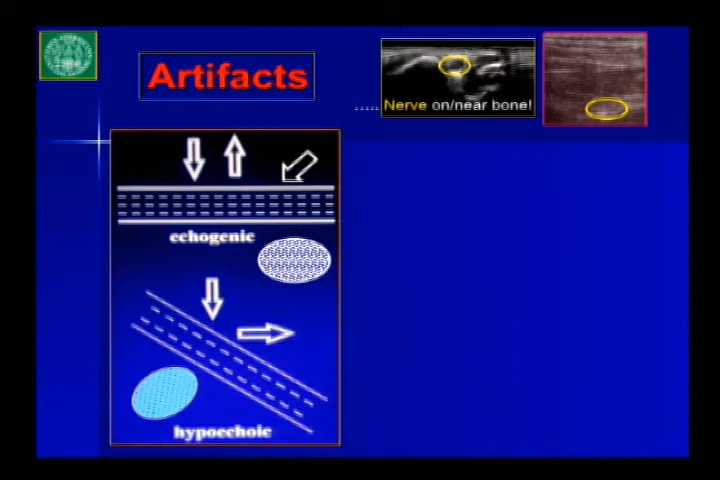 Artifacts
..... Nerve on/near bone!
echogenic
hypoechoic